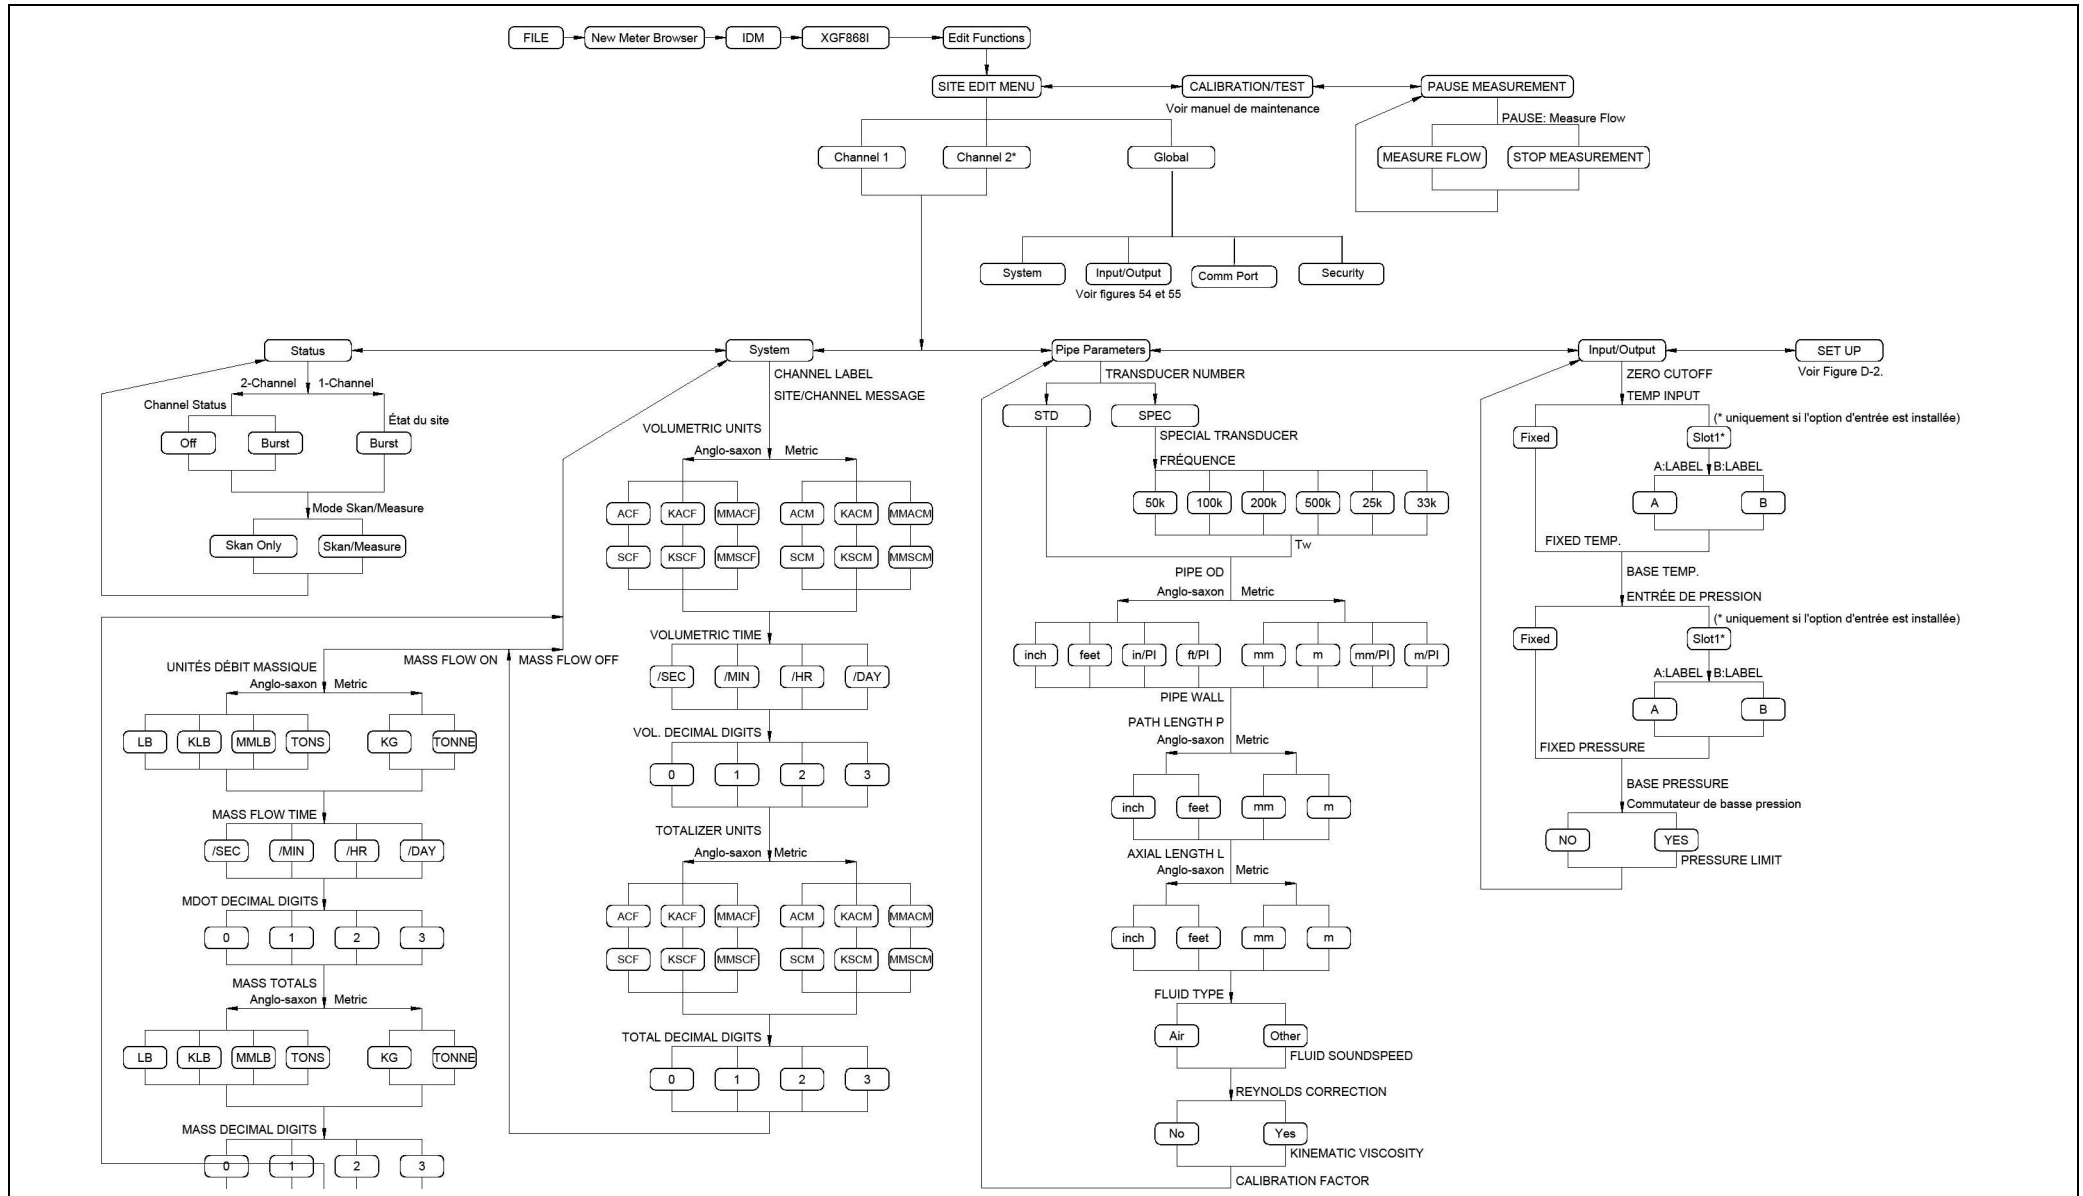 FILE
New Meter Browser
IDM
XGF868I
Edit Functions
SITE EDIT MENU
CALIBRATION/TEST
PAUSE MEASUREMENT
Voir manuel de maintenance
PAUSE: Measure Flow
Channel 1
Channel 2*
Global
MEASURE FLOW
STOP MEASUREMENT
System
Input/Output
Comm Port
Security
Voir figures 54 et 55
Status
System
Pipe Parameters
Input/Output
SET UP
Voir Figure D-2.
2-Channel
1-Channel
Channel Status
État du site
Off
Burst
Burst
Mode Skan/Measure
Skan Only
Skan/Measure
CHANNEL LABEL
SITE/CHANNEL MESSAGE
VOLUMETRIC UNITS
Anglo-saxon
Metric
ACF
KACF
MMACF
ACM
KACM
MMACM
SCF
KSCF
MMSCF
SCM
KSCM
MMSCM
VOLUMETRIC TIME
/SEC
/MIN
/HR
/DAY
VOL. DECIMAL DIGITS
0
1
2
3
TOTALIZER UNITS
Anglo-saxon
Metric
ACF
KACF
MMACF
ACM
KACM
MMACM
SCF
KSCF
MMSCF
SCM
KSCM
MMSCM
TOTAL DECIMAL DIGITS
0
1
2
3
MASS FLOW ON
MASS FLOW OFF
UNITÉS DÉBIT MASSIQUE
Anglo-saxon
Metric
LB
KLB
MMLB
TONS
KG
TONNE
MASS FLOW TIME
/SEC
/MIN
/HR
/DAY
MDOT DECIMAL DIGITS
0
1
2
3
MASS TOTALS
Anglo-saxon
Metric
LB
KLB
MMLB
TONS
KG
TONNE
MASS DECIMAL DIGITS
0
1
2
3
TRANSDUCER NUMBER
STD
SPEC
SPECIAL TRANSDUCER
FRÉQUENCE
50k
100k
200k
500k
25k
33k
Tw
PIPE OD
Anglo-saxon
Metric
inch
feet
in/PI
ft/PI
mm
m
mm/PI
m/PI
PIPE WALL
PATH LENGTH P
Anglo-saxon
Metric
inch
feet
mm
m
AXIAL LENGTH L
Anglo-saxon
Metric
inch
feet
mm
m
FLUID TYPE
Air
Other
FLUID SOUNDSPEED
REYNOLDS CORRECTION
No
Yes
KINEMATIC VISCOSITY
CALIBRATION FACTOR
ZERO CUTOFF
TEMP INPUT
(* uniquement si l'option d'entrée est installée)
Fixed
Slot1*
A:LABEL
B:LABEL
A
B
FIXED TEMP.
BASE TEMP.
ENTRÉE DE PRESSION
(* uniquement si l'option d'entrée est installée)
Fixed
Slot1*
A:LABEL
B:LABEL
A
B
FIXED PRESSURE
BASE PRESSURE
Commutateur de basse pression
NO
YES
PRESSURE LIMIT